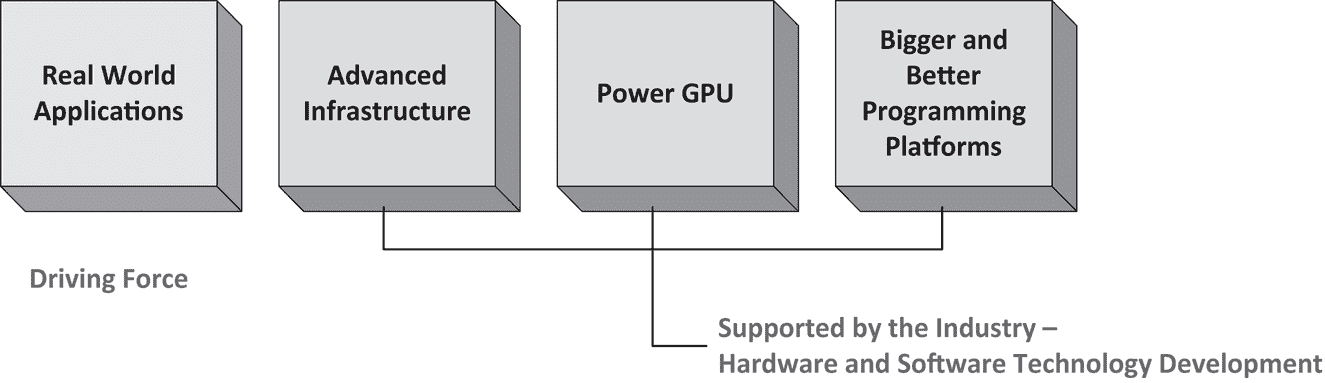 Real World
Applications
Advanced
Infrastructure
Power GPU
Bigger and
Better
Programming
Platforms
Driving Force
Supported by the Industry –
Hardware and Software Technology Development